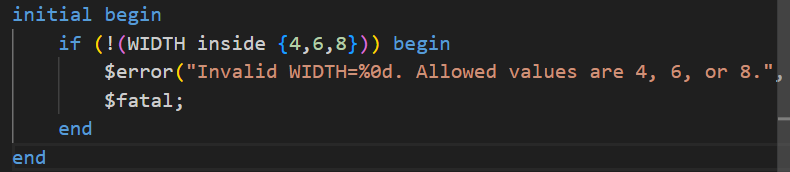 initial begin
    if (!(WIDTH inside {4,6,8})) begin
        $error("Invalid WIDTH=%0d. Allowed values are 4, 6, or 8.",
        $fatal;
    end
end